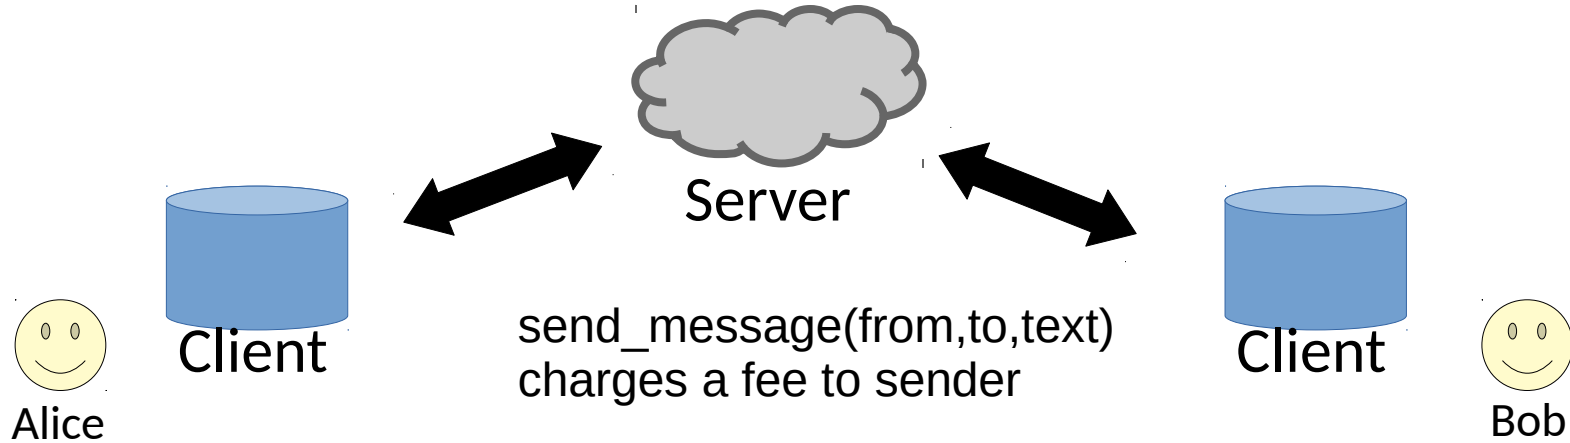 Server
send_message(from,to,text)
charges a fee to sender
Client
Client
Alice
Bob